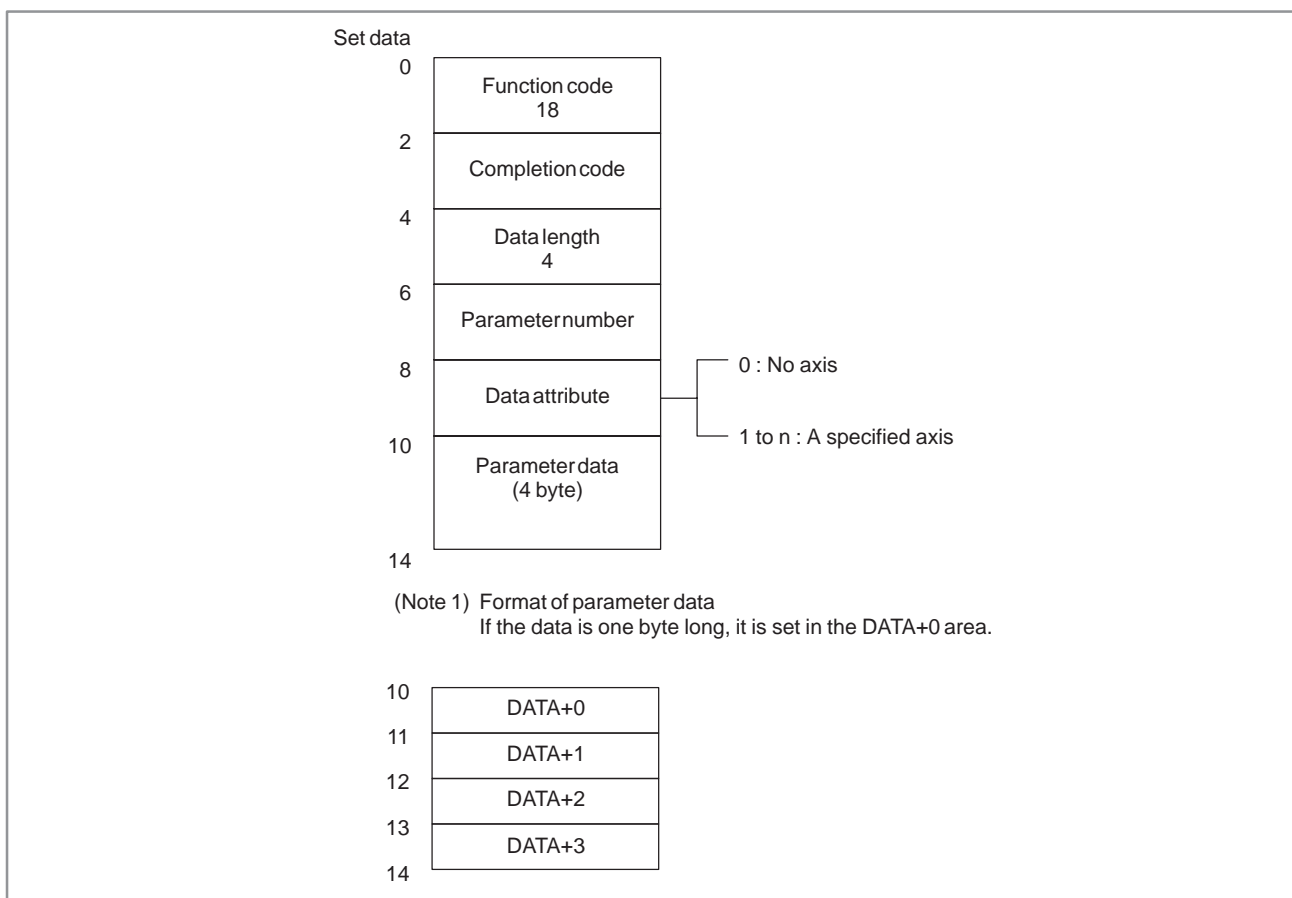 Set data
0
Function code
18
2
Completion code
4
Data length
4
6
Parameter number
8
Data attribute
0 : No axis
1 to n : A specified axis
10
Parameter data
(4 byte)
14
(Note 1) Format of parameter data
If the data is one byte long, it is set in the DATA+0 area.
10
DATA+0
11
DATA+1
12
DATA+2
13
DATA+3
14